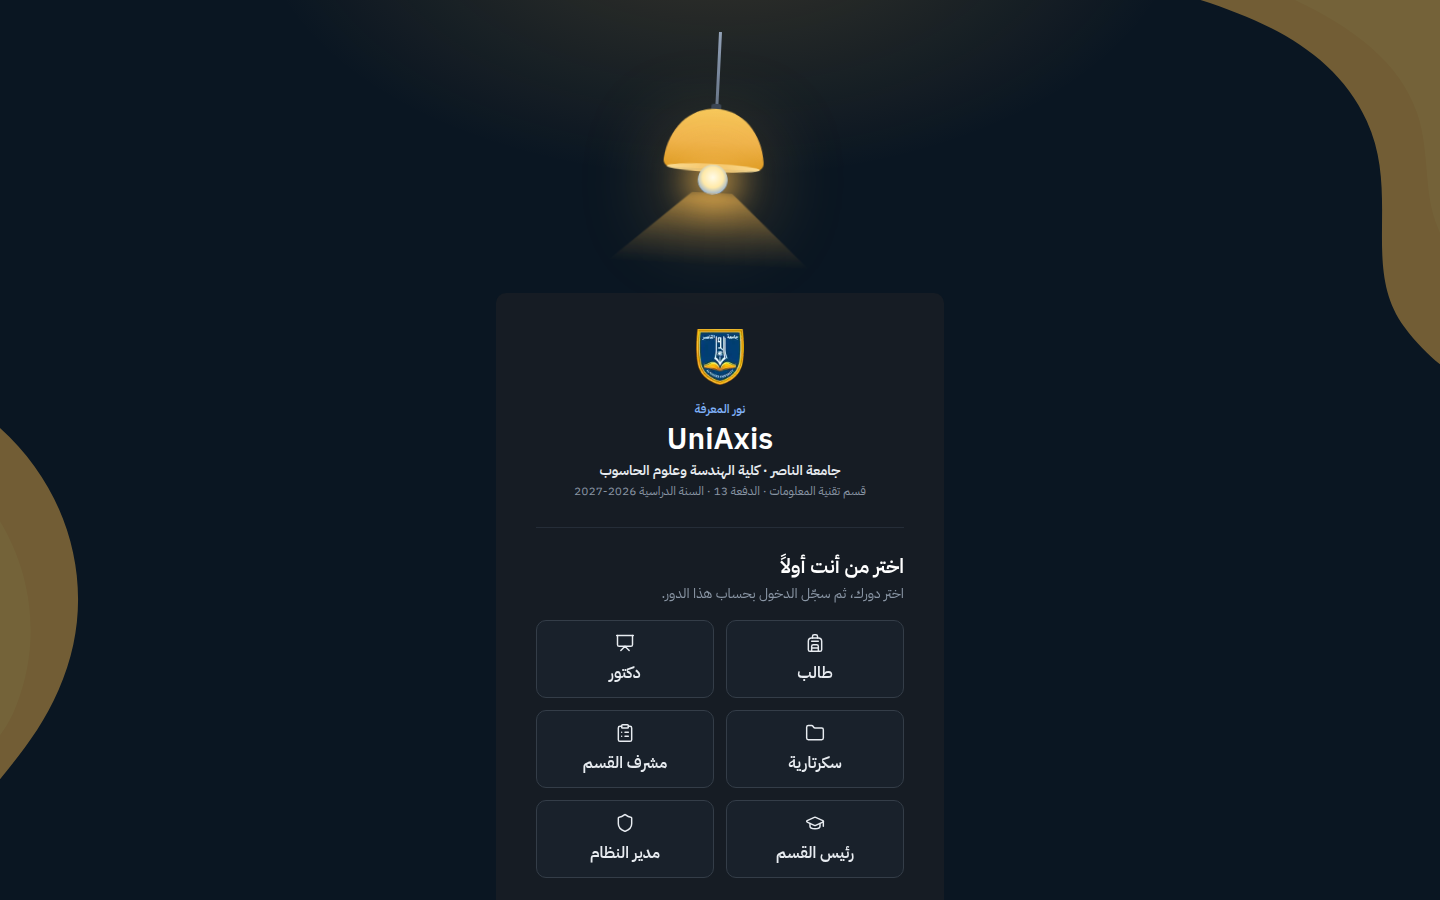 جامعة الناصر
نور المعرفة
UniAxis
جامعة الناصر · كلية الهندسة وعلوم الحاسوب
قسم تقنية المعلومات · الدفعة 13 · السنة الدراسية 2026-2027
اختر من أنت أولاً
اختر دورك، ثم سجّل الدخول بحساب هذا الدور.
طالب
دكتور
سكرتارية
مشرف القسم
رئيس القسم
مدير النظام